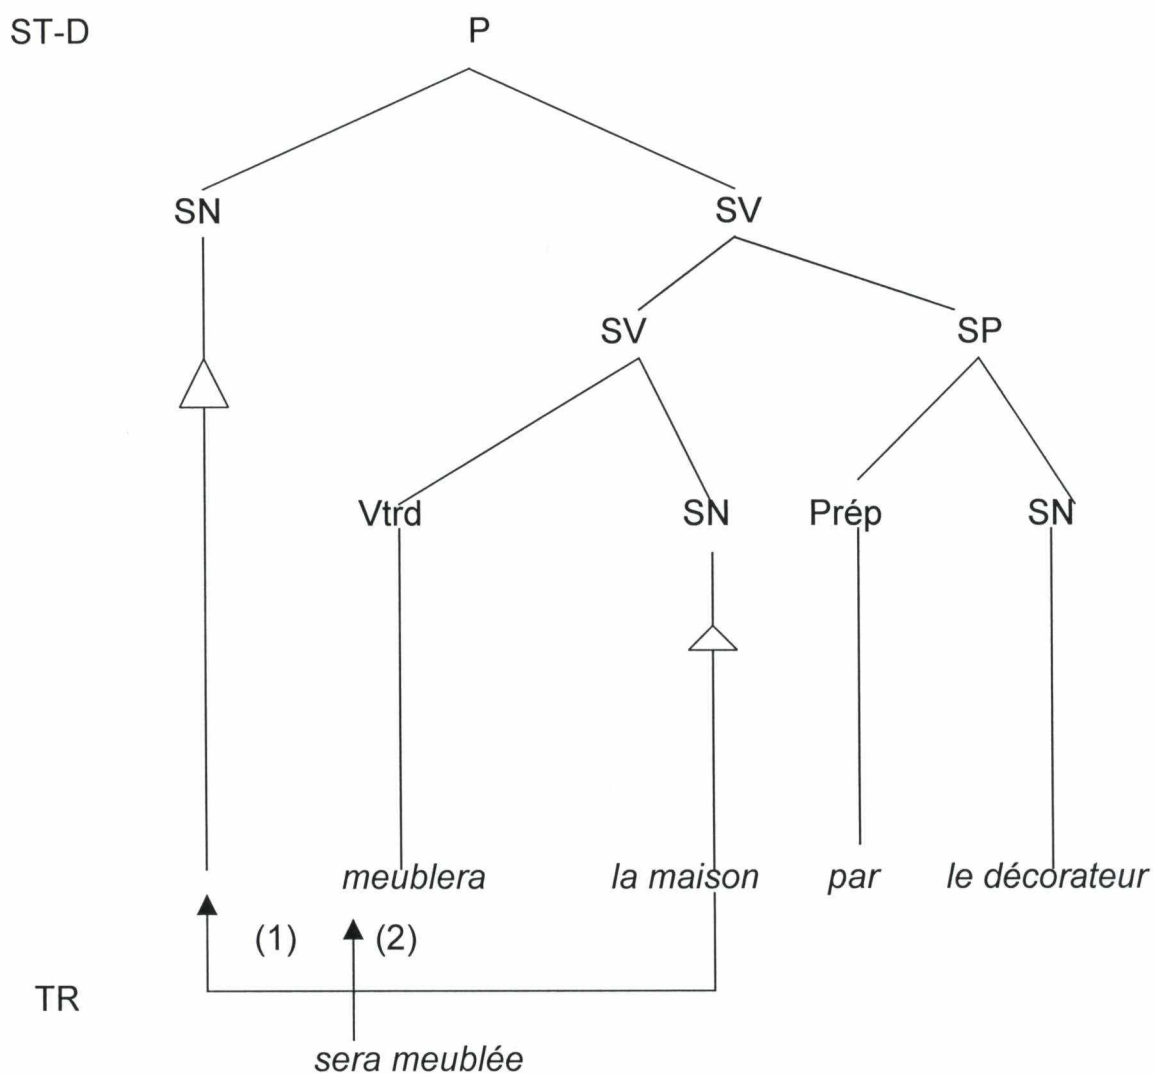 ST-D P
SN SV
SV SP
Vtrd SN Prép SN
meublera la maison par le décorateur
(1) (2)
TR
sera meublée